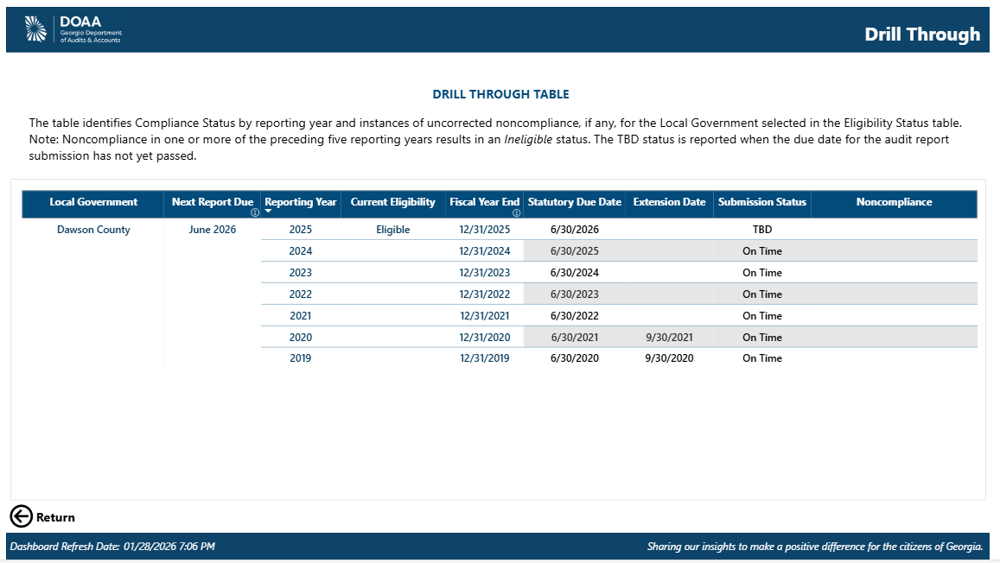 DOAA
Georgia Department
of Audits & Accounts
Drill Through
DRILL THROUGH TABLE
The table identifies Compliance Status by reporting year and instances of uncorrected noncompliance, if any, for the Local Government selected in the Eligibility Status table.
Note: Noncompliance in one or more of the preceding five reporting years results in an Ineligible status. The TBD status is reported when the due date for the audit report
submission has not yet passed.
Local Government Next Report Due Reporting Year Current Eligibility Fiscal Year End Statutory Due Date Extension Date Submission Status Noncompliance
Dawson County June 2026 2025 Eligible 12/31/2025 6/30/2026 TBD
2024 12/31/2024 6/30/2025 On Time
2023 12/31/2023 6/30/2024 On Time
2022 12/31/2022 6/30/2023 On Time
2021 12/31/2021 6/30/2022 On Time
2020 12/31/2020 6/30/2021 9/30/2021 On Time
2019 12/31/2019 6/30/2020 9/30/2020 On Time
Return
Dashboard Refresh Date: 01/28/2026 7:06 PM
Sharing our insights to make a positive difference for the citizens of Georgia.